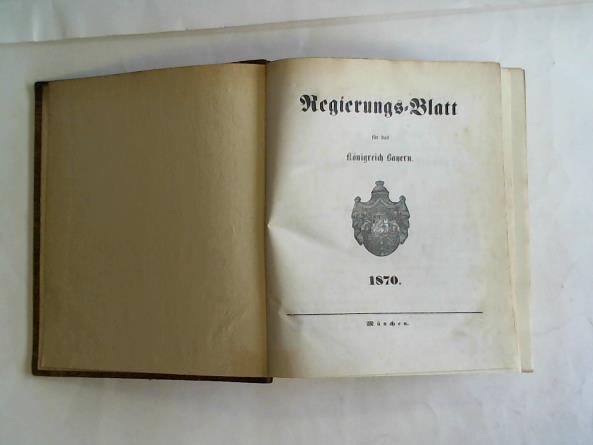 Regierungs-Blatt
für das
Königreich Bayern.
1870.
München.